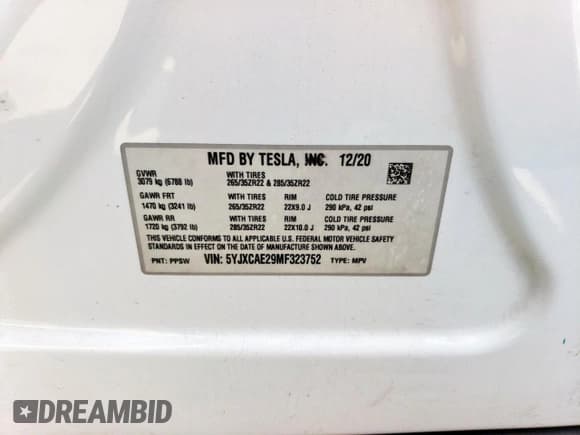 MFD BY TESLA, INC. 12/20
GVWR WITH TIRES
3079 kg (6788 lb) 265/35ZR22 & 285/35ZR22
GAWR FRT WITH TIRES RIM COLD TIRE PRESSURE
1470 kg (3241 lb) 265/35ZR22 22X9.0 J 290 kPa, 42 psi
GAWR RR WITH TIRES RIM COLD TIRE PRESSURE
1720 kg (3792 lb) 285/35ZR22 22X10.0 J 290 kPa, 42 psi
THIS VEHICLE CONFORMS TO ALL APPLICABLE U.S. FEDERAL MOTOR VEHICLE SAFETY
STANDARDS IN EFFECT ON THE DATE OF MANUFACTURE SHOWN ABOVE.
PNT: PPSW VIN: 5YJXCAE29MF323752 TYPE: MPV
DREAMBID